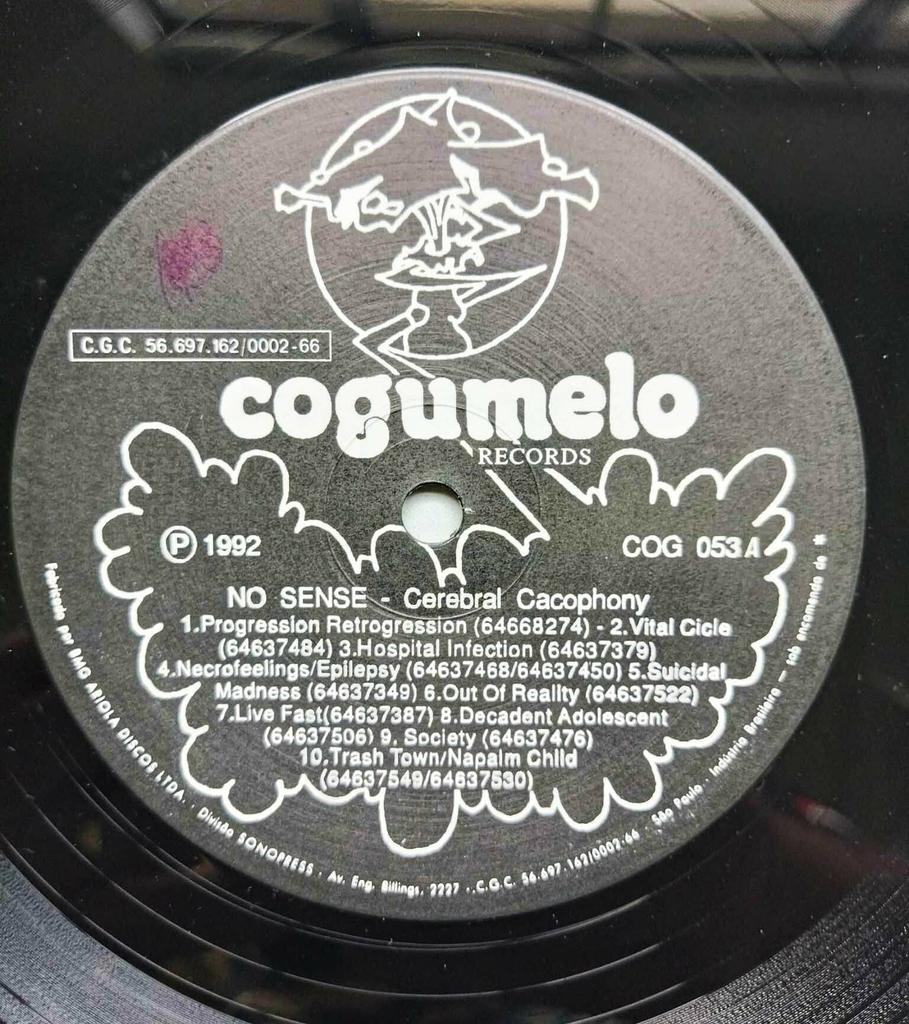 C.G.C. 56.697.162/0002-66
cogumelo
RECORDS
℗ 1992
COG 053A
NO SENSE - Cerebral Cacophony
1.Progression Retrogression (64668274) - 2.Vital Cicle
(64637484) 3.Hospital Infection (64637379)
4.Necrofeelings/Epilepsy (64637468/64637450) 5.Suicidal
Madness (64637349) 6.Out Of Reality (64637522)
7.Live Fast(64637387) 8.Decadent Adolescent
(64637506) 9. Society (64637476)
10.Trash Town/Napalm Child
(64637549/64637530)
Fabricado por BMG ARIOLA DISCOS LTDA. - Divisão SONOPRESS - Av. Eng. Billings, 2227 - C.G.C. 56.697.162/0002-66 - São Paulo - Indústria Brasileira — sob encomenda de *